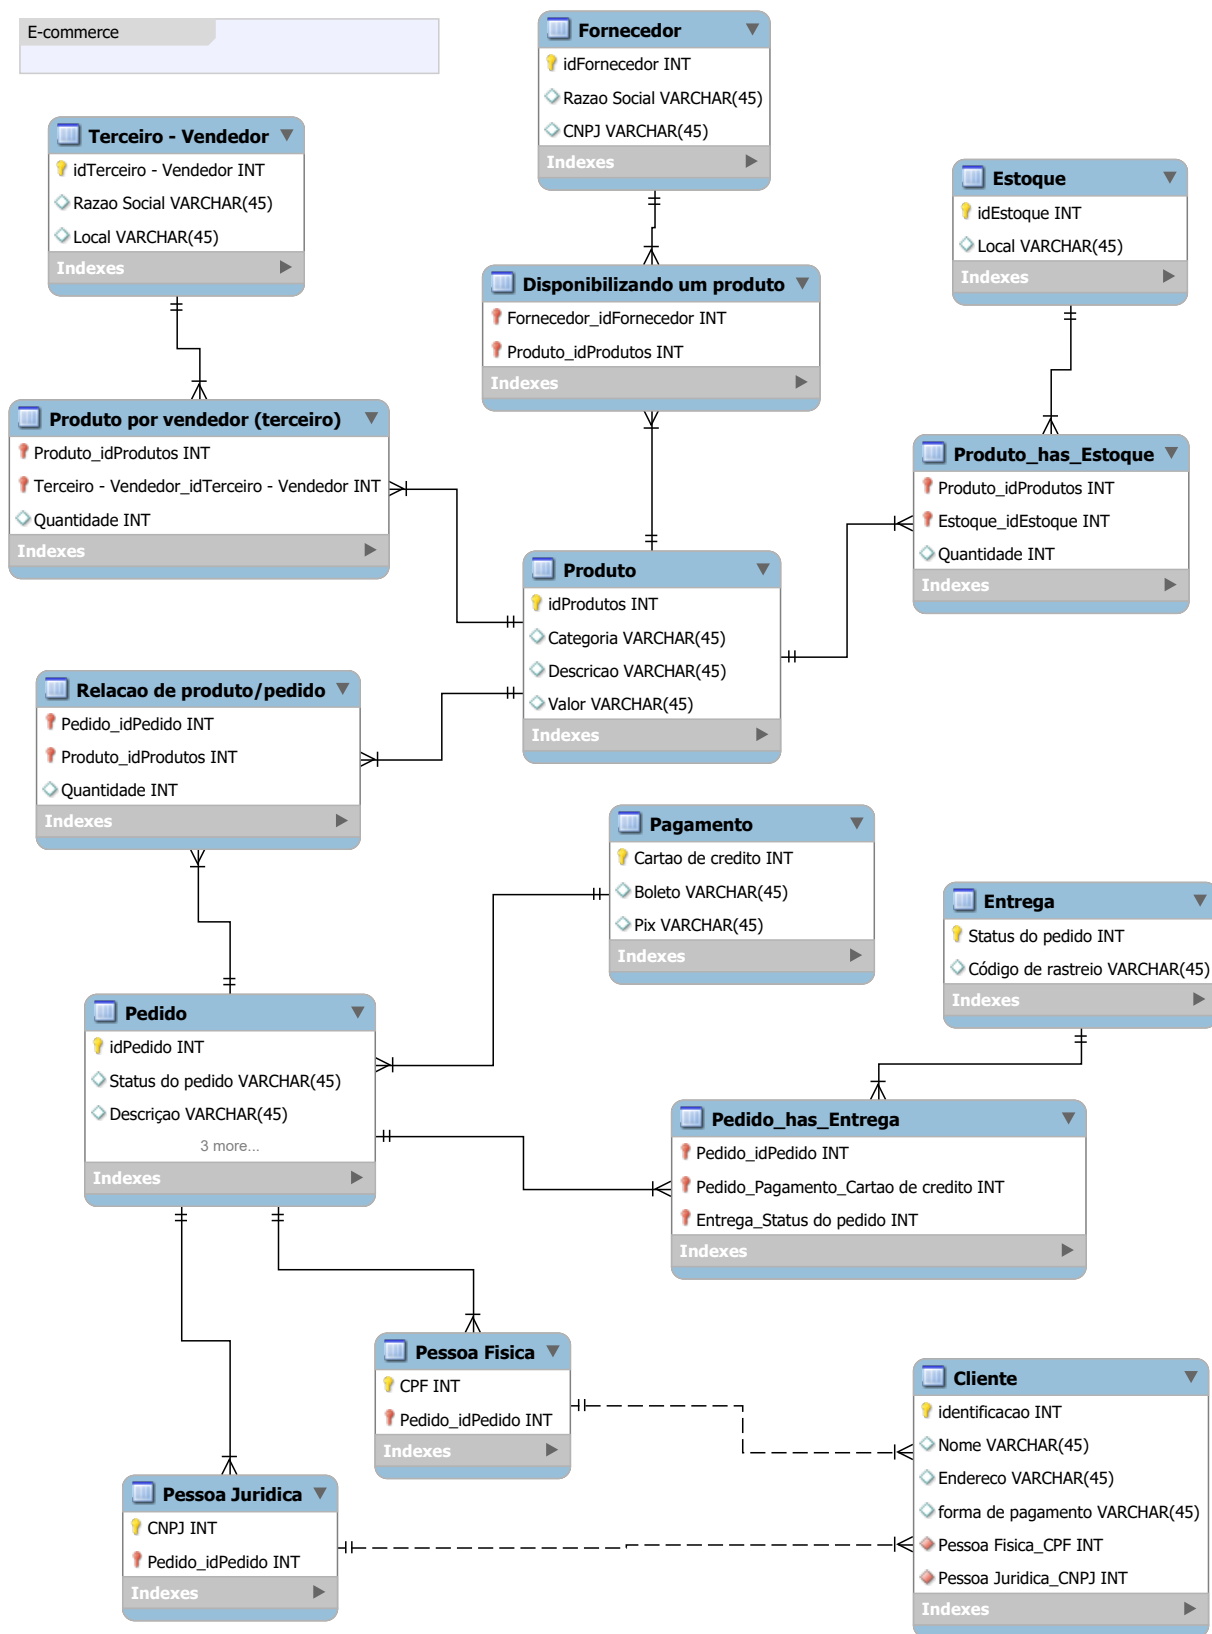 E-commerce
Fornecedor
idFornecedor INT
Razao Social VARCHAR(45)
CNPJ VARCHAR(45)
Indexes
Terceiro - Vendedor
idTerceiro - Vendedor INT
Razao Social VARCHAR(45)
Local VARCHAR(45)
Indexes
Estoque
idEstoque INT
Local VARCHAR(45)
Indexes
Disponibilizando um produto
Fornecedor_idFornecedor INT
Produto_idProdutos INT
Indexes
Produto por vendedor (terceiro)
Produto_idProdutos INT
Terceiro - Vendedor_idTerceiro - Vendedor INT
Quantidade INT
Indexes
Produto_has_Estoque
Produto_idProdutos INT
Estoque_idEstoque INT
Quantidade INT
Indexes
Produto
idProdutos INT
Categoria VARCHAR(45)
Descricao VARCHAR(45)
Valor VARCHAR(45)
Indexes
Relacao de produto/pedido
Pedido_idPedido INT
Produto_idProdutos INT
Quantidade INT
Indexes
Pagamento
Cartao de credito INT
Boleto VARCHAR(45)
Pix VARCHAR(45)
Indexes
Entrega
Status do pedido INT
Código de rastreio VARCHAR(45)
Indexes
Pedido
idPedido INT
Status do pedido VARCHAR(45)
Descriçao VARCHAR(45)
3 more...
Indexes
Pedido_has_Entrega
Pedido_idPedido INT
Pedido_Pagamento_Cartao de credito INT
Entrega_Status do pedido INT
Indexes
Pessoa Fisica
CPF INT
Pedido_idPedido INT
Indexes
Cliente
identificacao INT
Nome VARCHAR(45)
Endereco VARCHAR(45)
forma de pagamento VARCHAR(45)
Pessoa Fisica_CPF INT
Pessoa Juridica_CNPJ INT
Indexes
Pessoa Juridica
CNPJ INT
Pedido_idPedido INT
Indexes